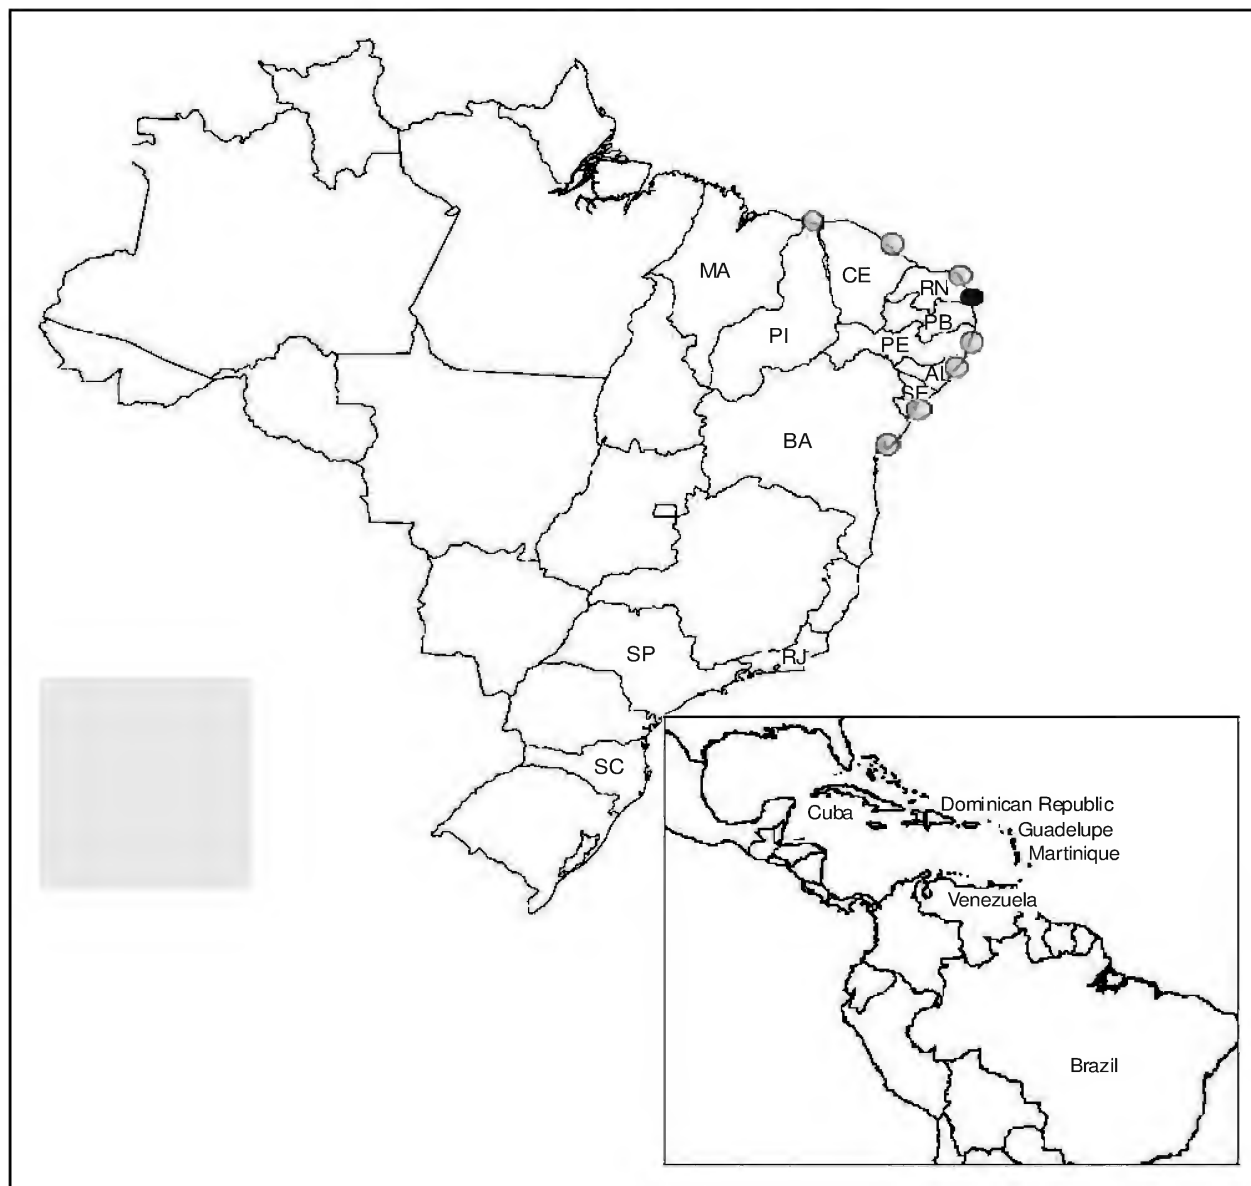 MA
CE
RN
PB
PI
PE
AL
SE
BA
SP
RJ
SC
Cuba
Dominican Republic
Guadelupe
Martinique
Venezuela
Brazil